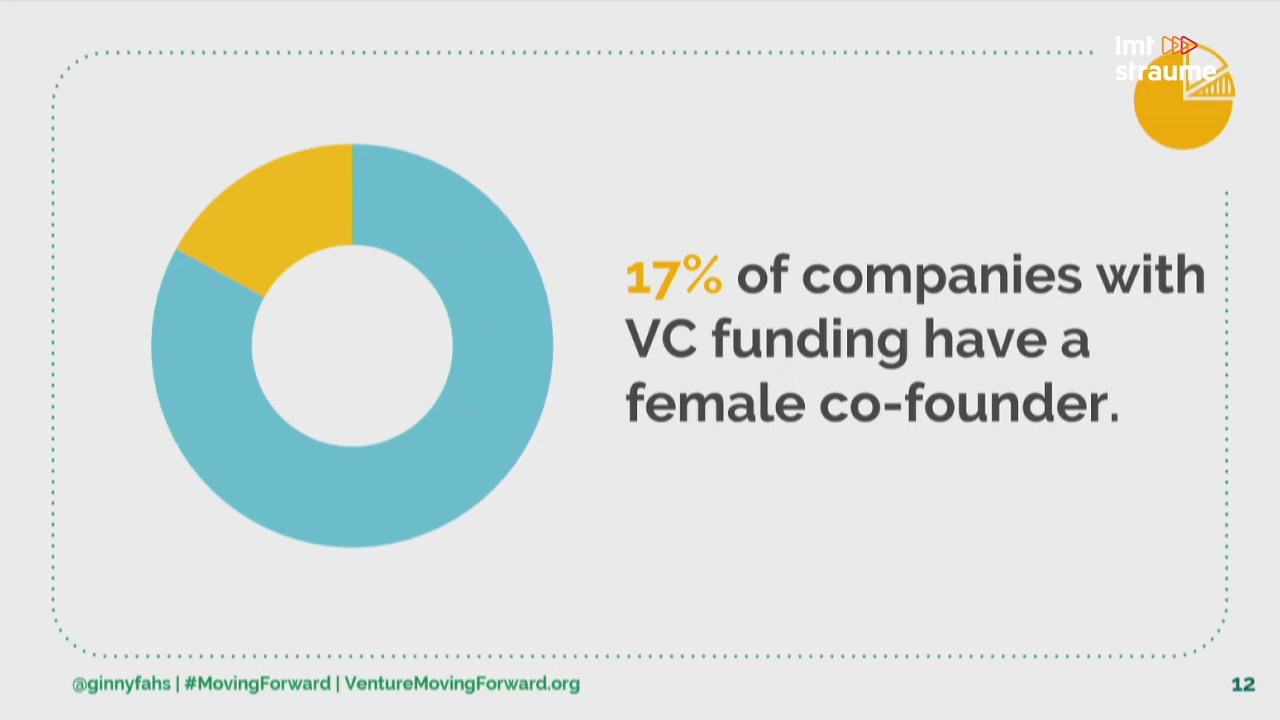 lmt
straume
17% of companies with
VC funding have a
female co-founder.
@ginnyfahs | #MovingForward | VentureMovingForward.org
12